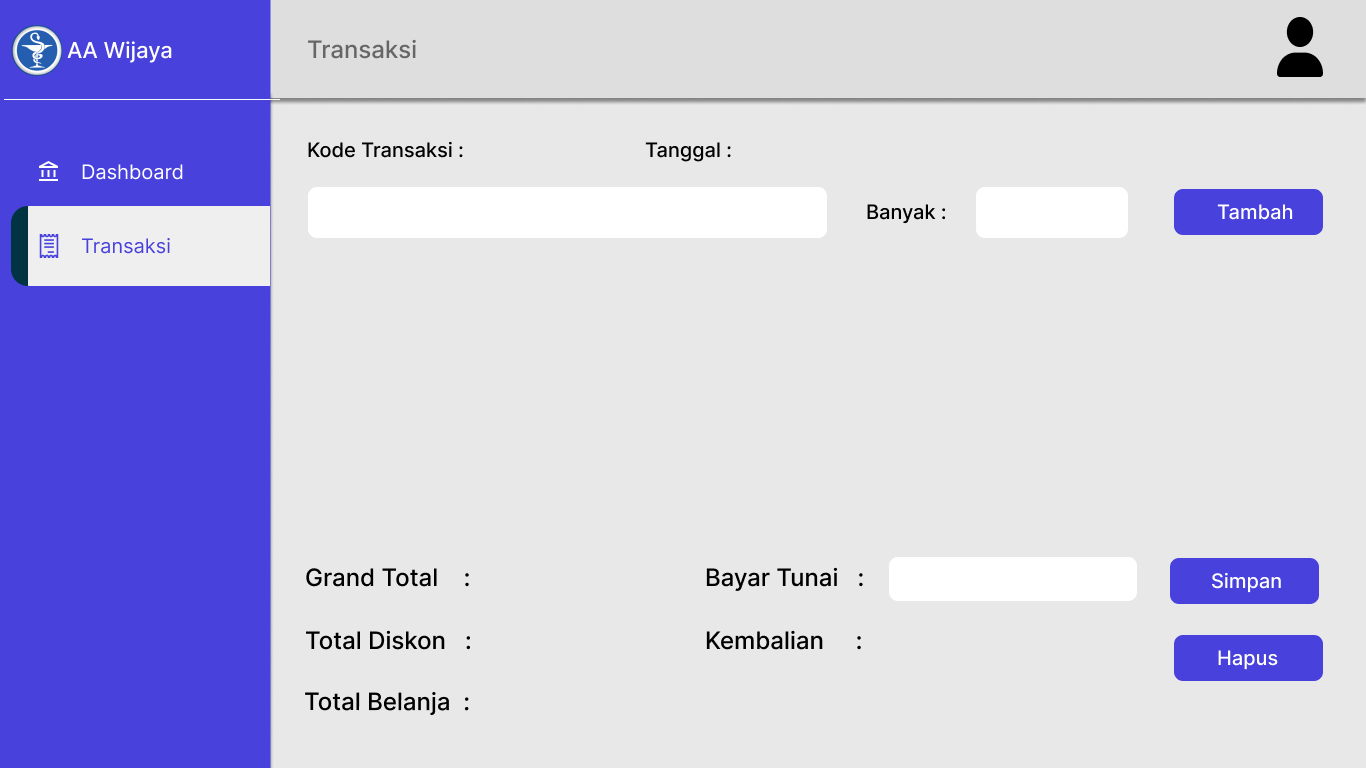 AA Wijaya
Transaksi
Dashboard
Transaksi
Kode Transaksi :
Tanggal :
Banyak :
Tambah
Grand Total :
Bayar Tunai :
Simpan
Total Diskon :
Kembalian :
Hapus
Total Belanja :